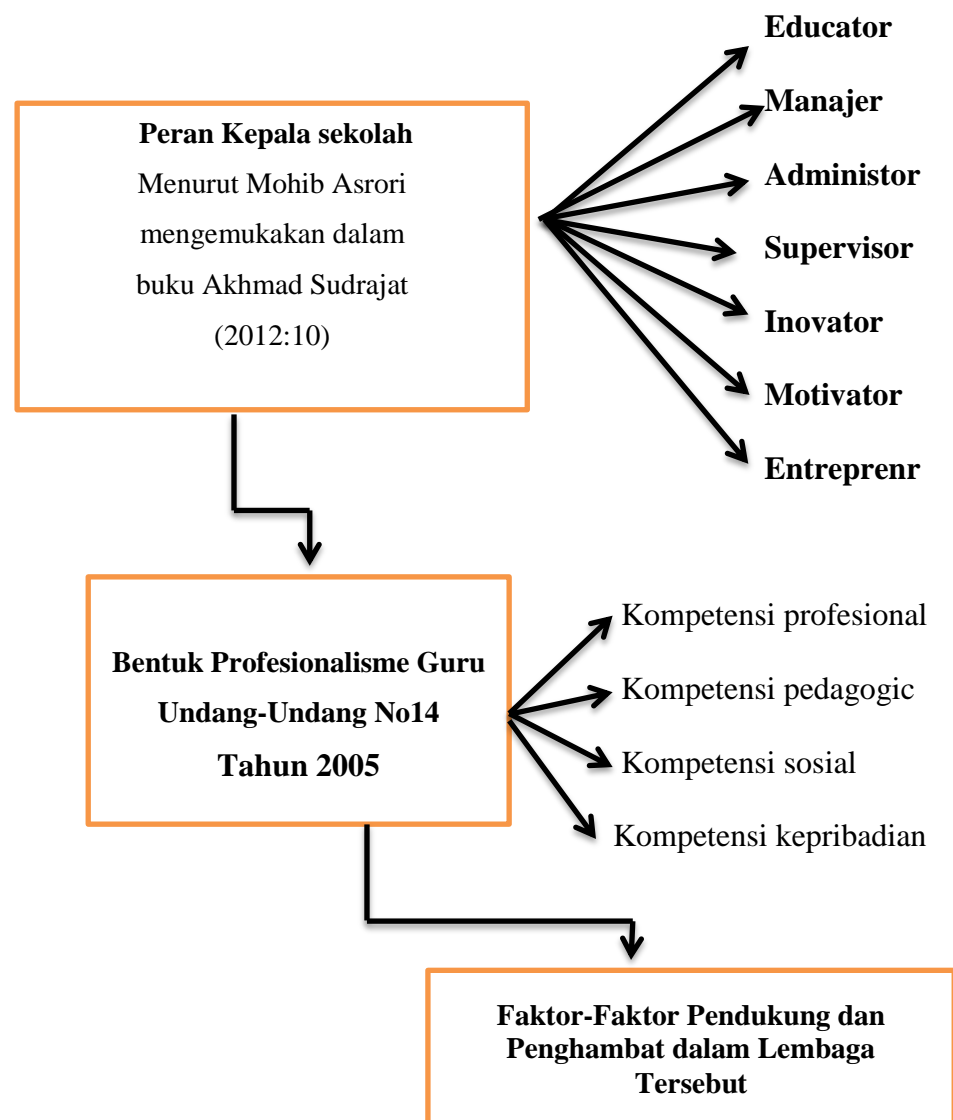 Peran Kepala sekolah
Menurut Mohib Asrori
mengemukakan dalam
buku Akhmad Sudrajat
(2012:10)
Educator
Manajer
Administor
Supervisor
Inovator
Motivator
Entreprenr
Bentuk Profesionalisme Guru
Undang-Undang No14
Tahun 2005
Kompetensi profesional
Kompetensi pedagogic
Kompetensi sosial
Kompetensi kepribadian
Faktor-Faktor Pendukung dan
Penghambat dalam Lembaga
Tersebut